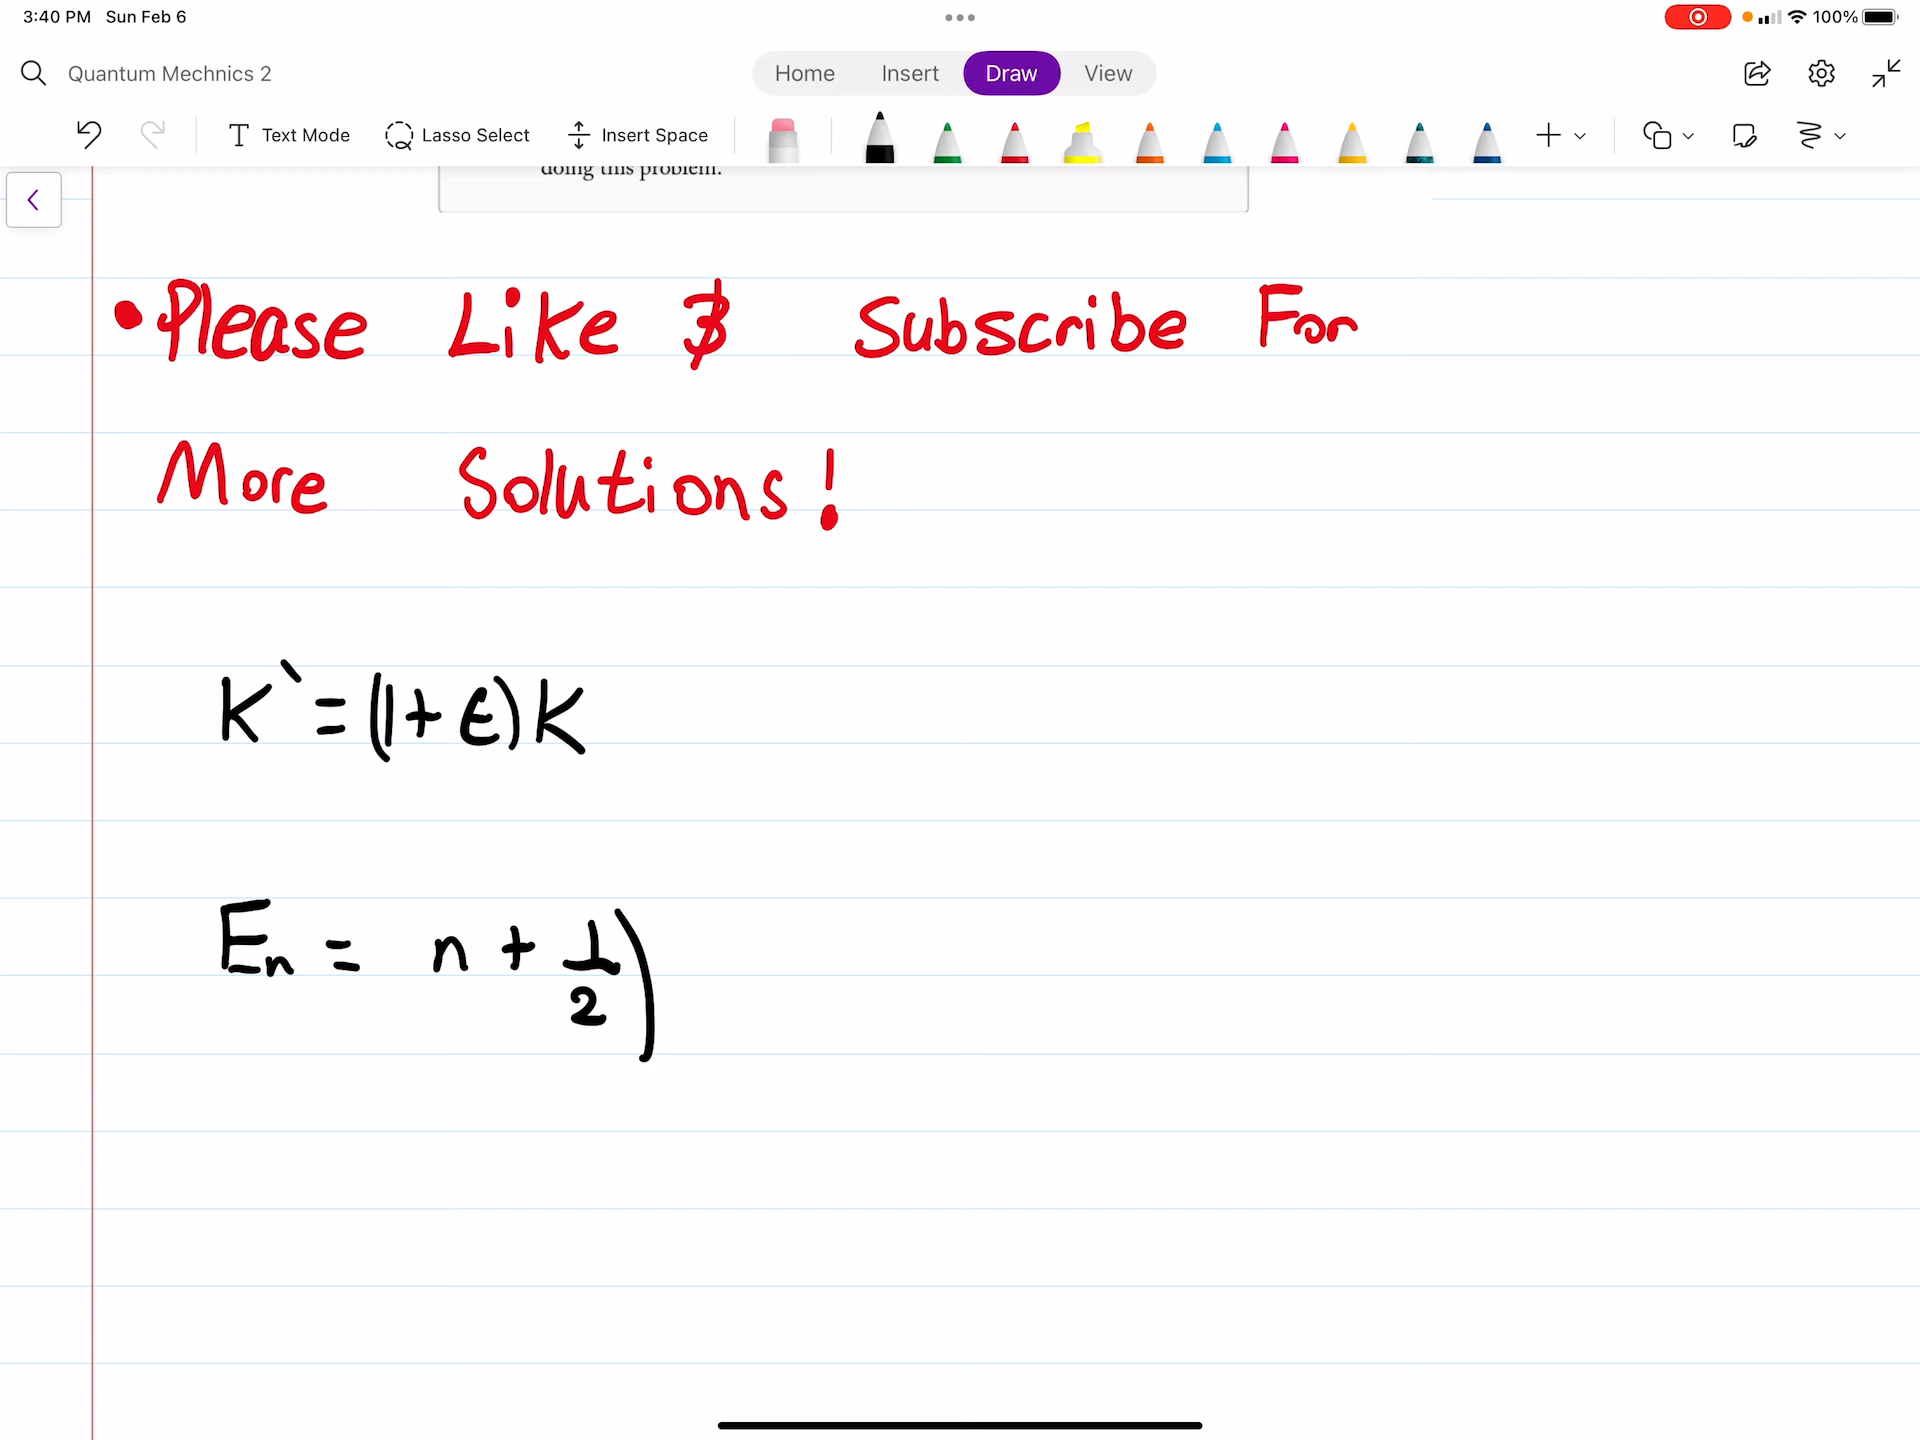 3:40 PM Sun Feb 6 100%
Quantum Mechnics 2 Home Insert Draw View
Text Mode Lasso Select Insert Space
doing this problem.
•Please Like & Subscribe For
More Solutions!
K` = (1+ε)K
En = n + 1/2)